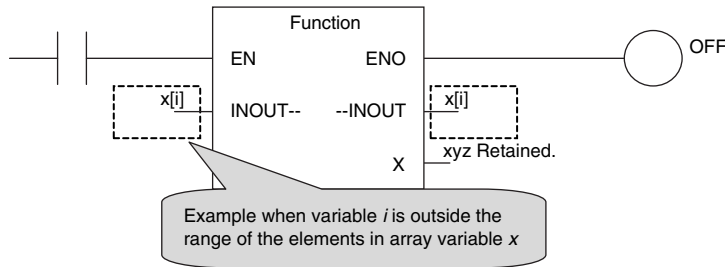 Function
EN ENO OFF
x[i] INOUT-- --INOUT x[i]
X xyz Retained.
Example when variable i is outside the
range of the elements in array variable x